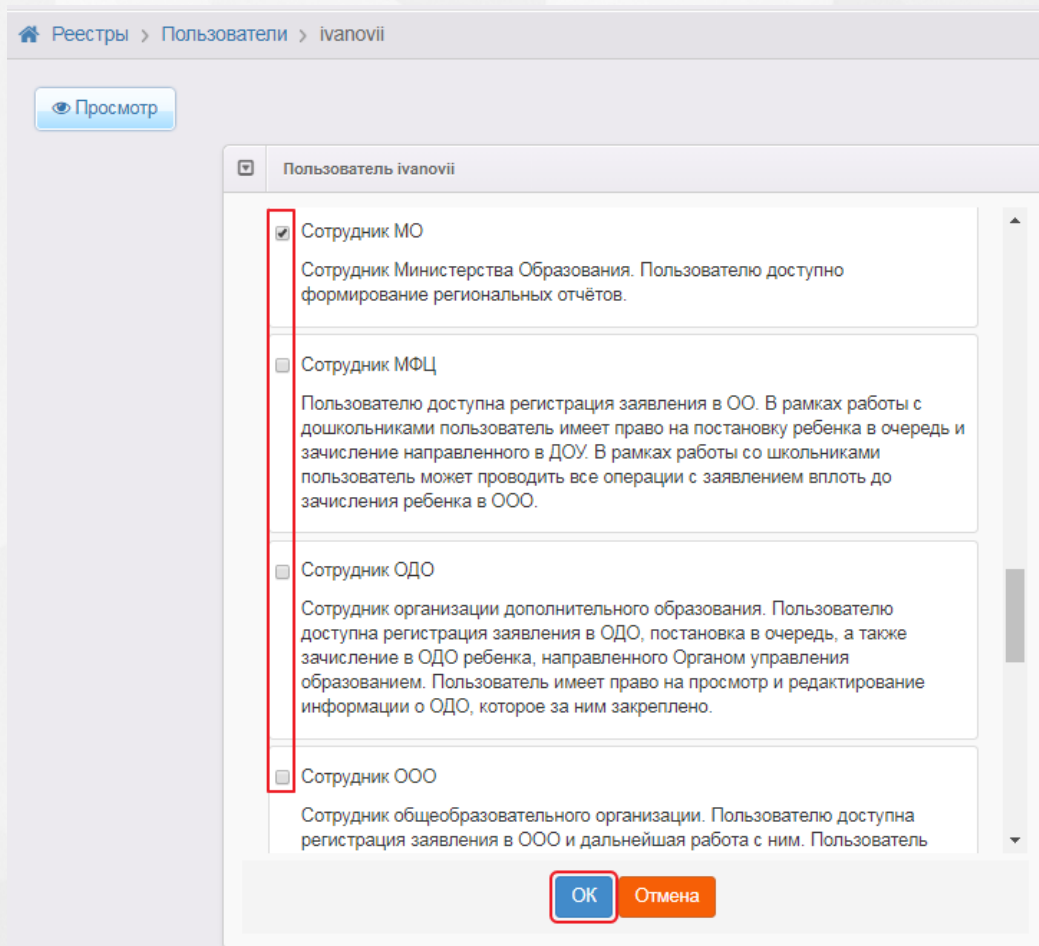 Реестры > Пользователи > ivanovii
Просмотр
Пользователь ivanovii
Сотрудник МО
Сотрудник Министерства Образования. Пользователю доступно
формирование региональных отчётов.
Сотрудник МФЦ
Пользователю доступна регистрация заявления в ОО. В рамках работы с
дошкольниками пользователь имеет право на постановку ребенка в очередь и
зачисление направленного в ДОУ. В рамках работы со школьниками
пользователь может проводить все операции с заявлением вплоть до
зачисления ребенка в ООО.
Сотрудник ОДО
Сотрудник организации дополнительного образования. Пользователю
доступна регистрация заявления в ОДО, постановка в очередь, а также
зачисление в ОДО ребенка, направленного Органом управления
образованием. Пользователь имеет право на просмотр и редактирование
информации о ОДО, которое за ним закреплено.
Сотрудник ООО
Сотрудник общеобразовательного организации. Пользователю доступна
регистрация заявления в ООО и дальнейшая работа с ним. Пользователь
ОК Отмена